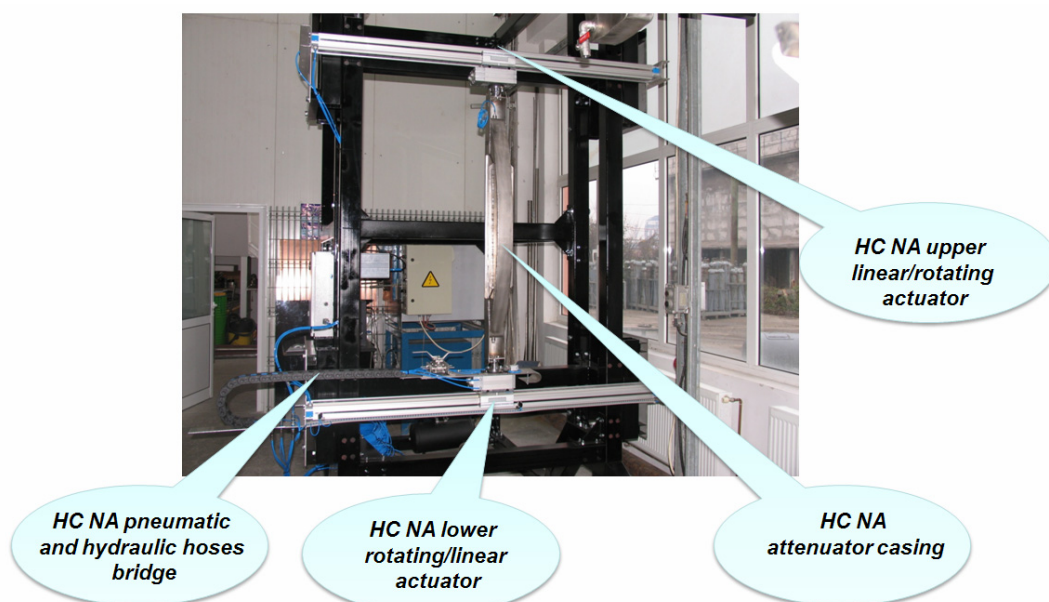 HC NA upper
linear/rotating
actuator
HC NA pneumatic
and hydraulic hoses
bridge
HC NA lower
rotating/linear
actuator
HC NA
attenuator casing